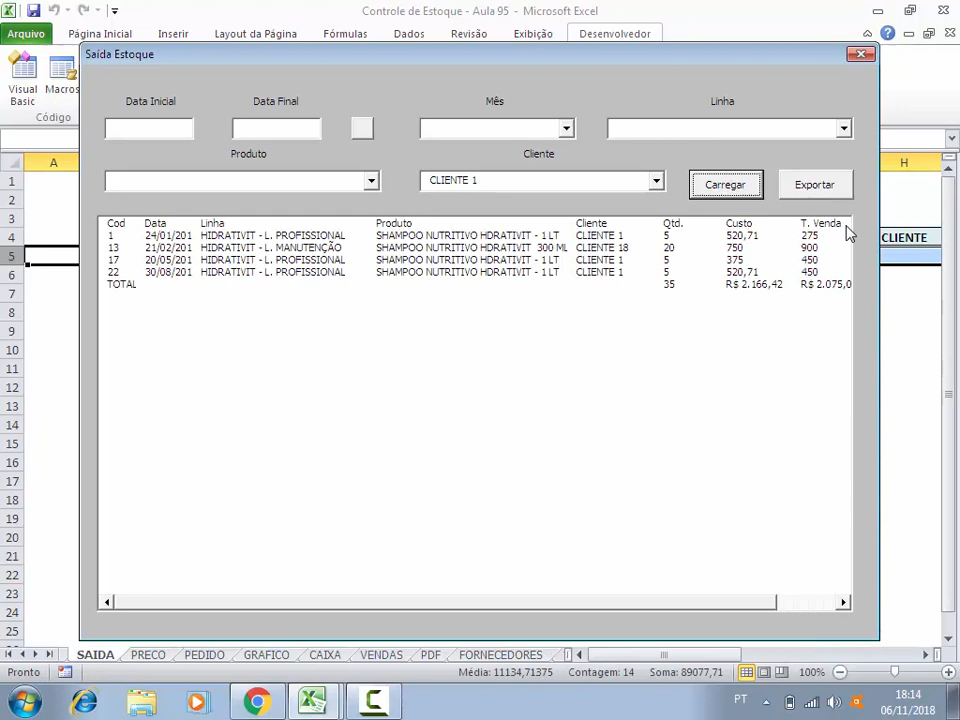 Controle de Estoque - Aula 95 - Microsoft Excel
Arquivo Página Inicial Inserir Layout da Página Fórmulas Dados Revisão Exibição Desenvolvedor
Visual Basic
Macros
Código
Saída Estoque
Data Inicial Data Final Mês Linha
Produto Cliente
CLIENTE 1 Carregar Exportar
Cod Data Linha Produto Cliente Qtd. Custo T. Venda
1 24/01/201 HIDRATIVIT - L. PROFISSIONAL SHAMPOO NUTRITIVO HDRATIVIT - 1 LT CLIENTE 1 5 520,71 275
13 21/02/201 HIDRATIVIT - L. MANUTENÇÃO SHAMPOO NUTRITIVO HDRATIVIT 300 ML CLIENTE 18 20 750 900
17 20/05/201 HIDRATIVIT - L. PROFISSIONAL SHAMPOO NUTRITIVO HDRATIVIT - 1 LT CLIENTE 1 5 375 450
22 30/08/201 HIDRATIVIT - L. PROFISSIONAL SHAMPOO NUTRITIVO HDRATIVIT - 1 LT CLIENTE 1 5 520,71 450
TOTAL 35 R$ 2.166,42 R$ 2.075,0
A H
CLIENTE
1
2
3
4
5
6
7
8
9
10
11
12
13
14
15
16
17
18
19
20
21
22
23
24
25
SAIDA PRECO PEDIDO GRAFICO CAIXA VENDAS PDF FORNECEDORES
Pronto Média: 11134,71375 Contagem: 14 Soma: 89077,71 100%
PT 18:14
06/11/2018